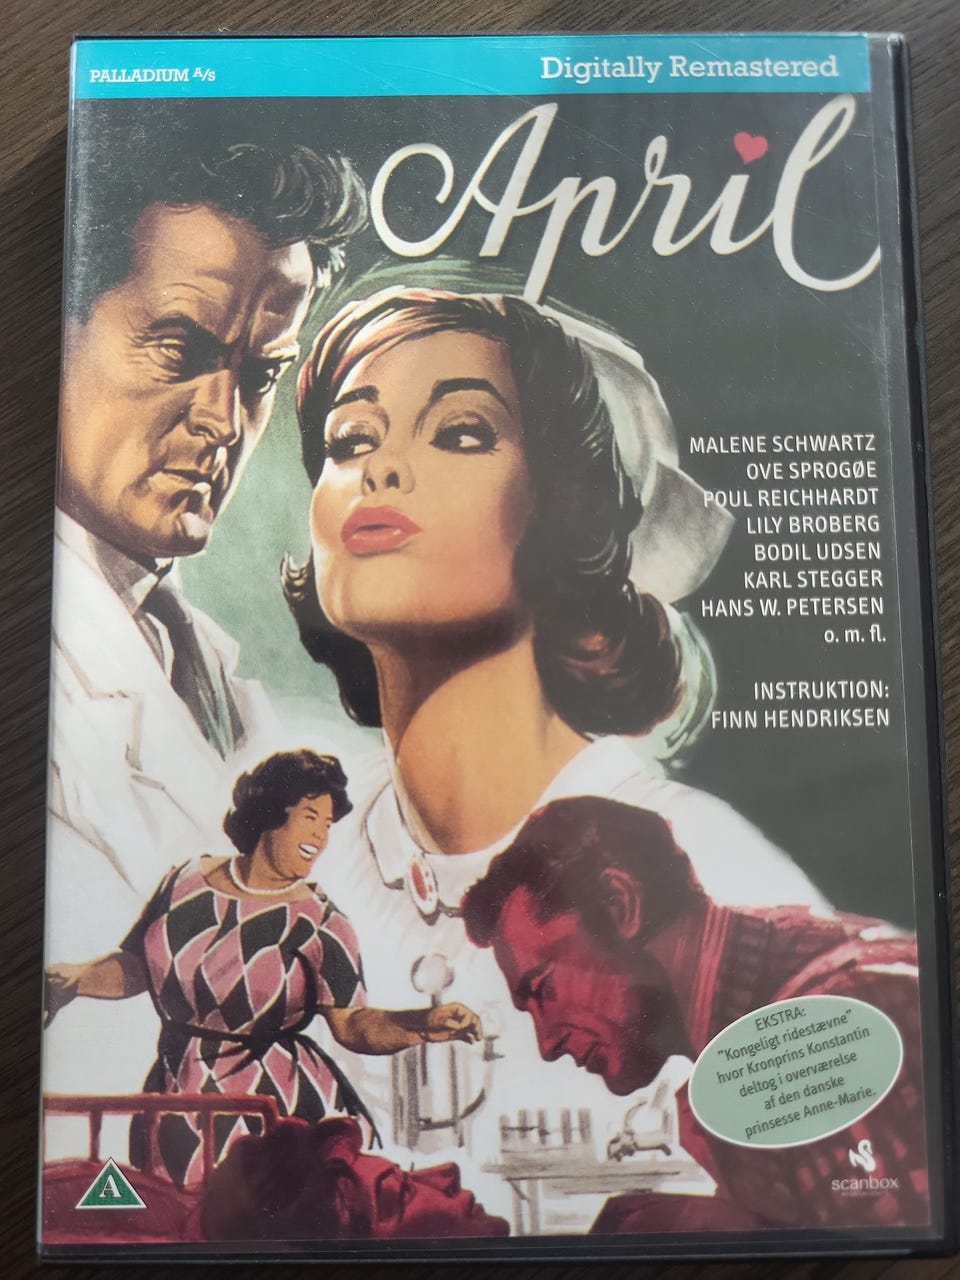 PALLADIUM A/S
Digitally Remastered
April
MALENE SCHWARTZ
OVE SPROGØE
POUL REICHHARDT
LILY BROBERG
BODIL UDSEN
KARL STEGGER
HANS W. PETERSEN
o. m. fl.
INSTRUKTION:
FINN HENDRIKSEN
EKSTRA:
"Kongeligt ridestævne"
hvor Kronprins Konstantin
deltog i overværelse
af den danske
prinsesse Anne-Marie.
scanbox
A